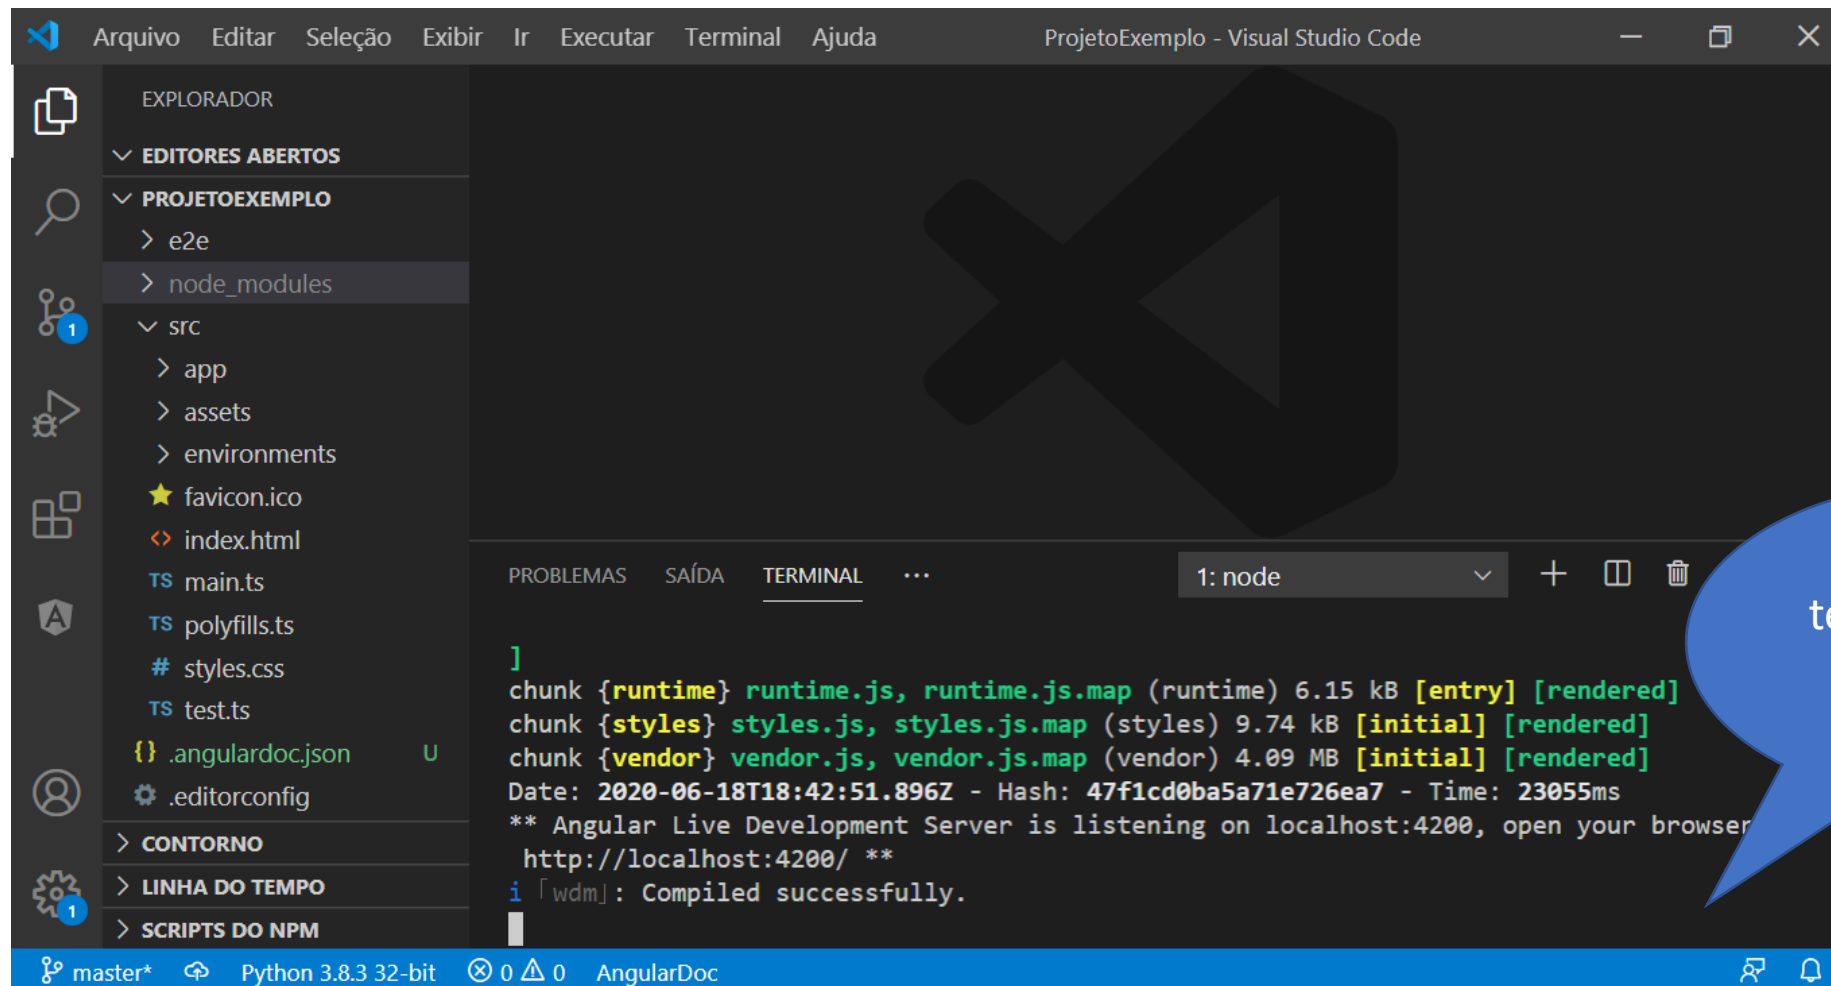 Arquivo Editar Seleção Exibir Ir Executar Terminal Ajuda ProjetoExemplo - Visual Studio Code
EXPLORADOR
EDITORES ABERTOS
PROJETOEXEMPLO
e2e
node_modules
src
app
assets
environments
favicon.ico
index.html
TS main.ts
TS polyfills.ts
# styles.css
TS test.ts
{} .angulardoc.json U
.editorconfig
CONTORNO
LINHA DO TEMPO
SCRIPTS DO NPM
1
1
PROBLEMAS SAÍDA TERMINAL ··· 1: node
]
chunk {runtime} runtime.js, runtime.js.map (runtime) 6.15 kB [entry] [rendered]
chunk {styles} styles.js, styles.js.map (styles) 9.74 kB [initial] [rendered]
chunk {vendor} vendor.js, vendor.js.map (vendor) 4.09 MB [initial] [rendered]
Date: 2020-06-18T18:42:51.896Z - Hash: 47f1cd0ba5a71e726ea7 - Time: 23055ms
** Angular Live Development Server is listening on localhost:4200, open your browser
http://localhost:4200/ **
i 「wdm」: Compiled successfully.
master* Python 3.8.3 32-bit 0 0 AngularDoc